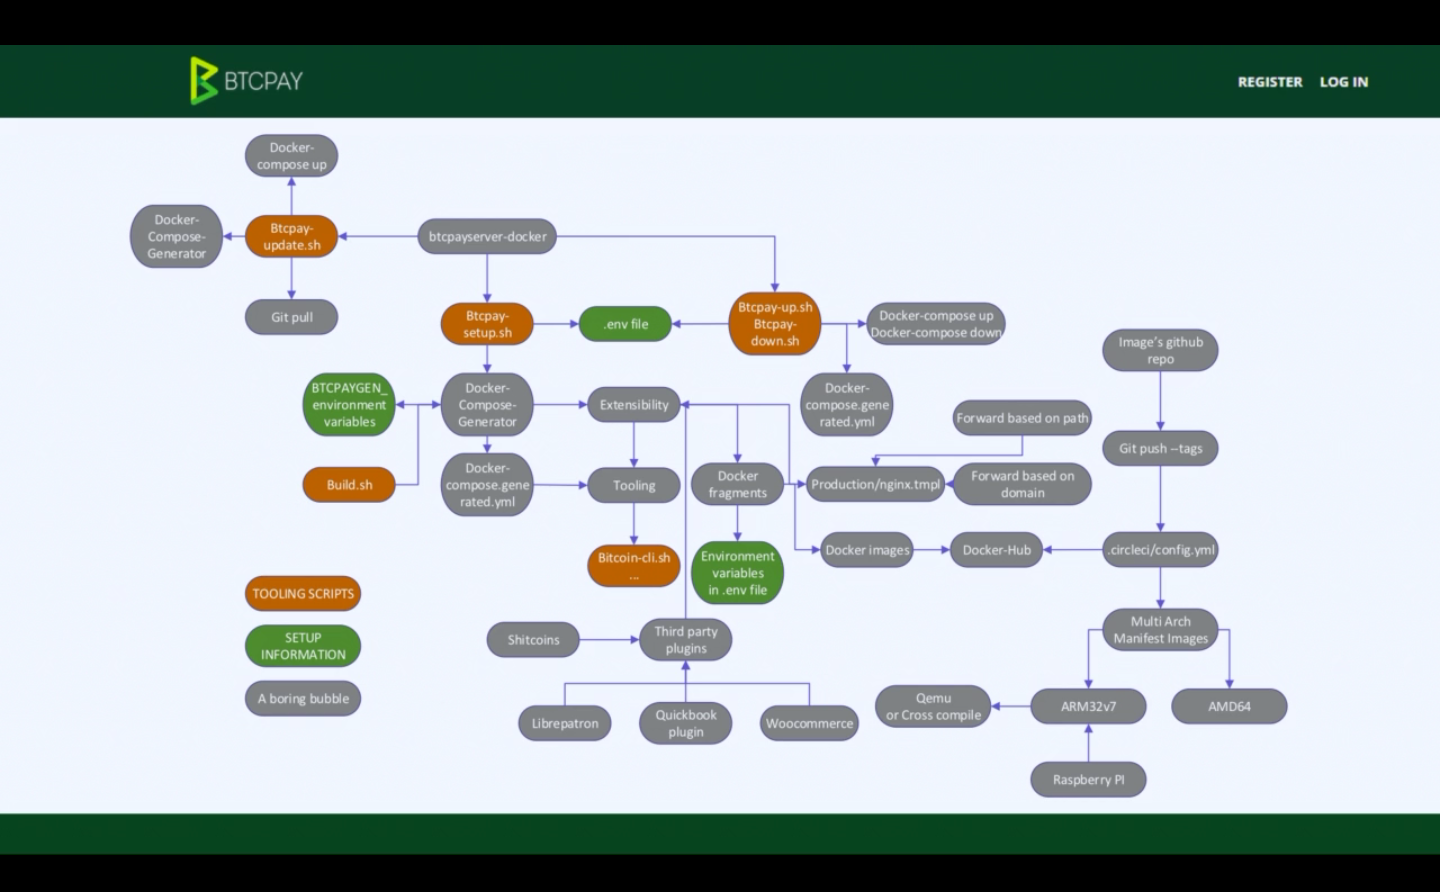 BTCPAY
REGISTER
LOG IN
Docker-
compose up
Docker-
Compose-
Generator
Btcpay-
update.sh
btcpayserver-docker
Git pull
Btcpay-
setup.sh
.env file
Btcpay-up.sh
Btcpay-
down.sh
Docker-compose up
Docker-compose down
Image's github
repo
BTCPAYGEN_
environment
variables
Docker-
Compose-
Generator
Extensibility
Docker-
compose.gene
rated.yml
Forward based on path
Git push --tags
Build.sh
Docker-
compose.gene
rated.yml
Tooling
Docker
fragments
Production/nginx.tmpl
Forward based on
domain
Bitcoin-cli.sh
...
Environment
variables
in .env file
Docker images
Docker-Hub
.circleci/config.yml
TOOLING SCRIPTS
SETUP
INFORMATION
A boring bubble
Shitcoins
Third party
plugins
Multi Arch
Manifest Images
Librepatron
Quickbook
plugin
Woocommerce
Qemu
or Cross compile
ARM32v7
AMD64
Raspberry PI